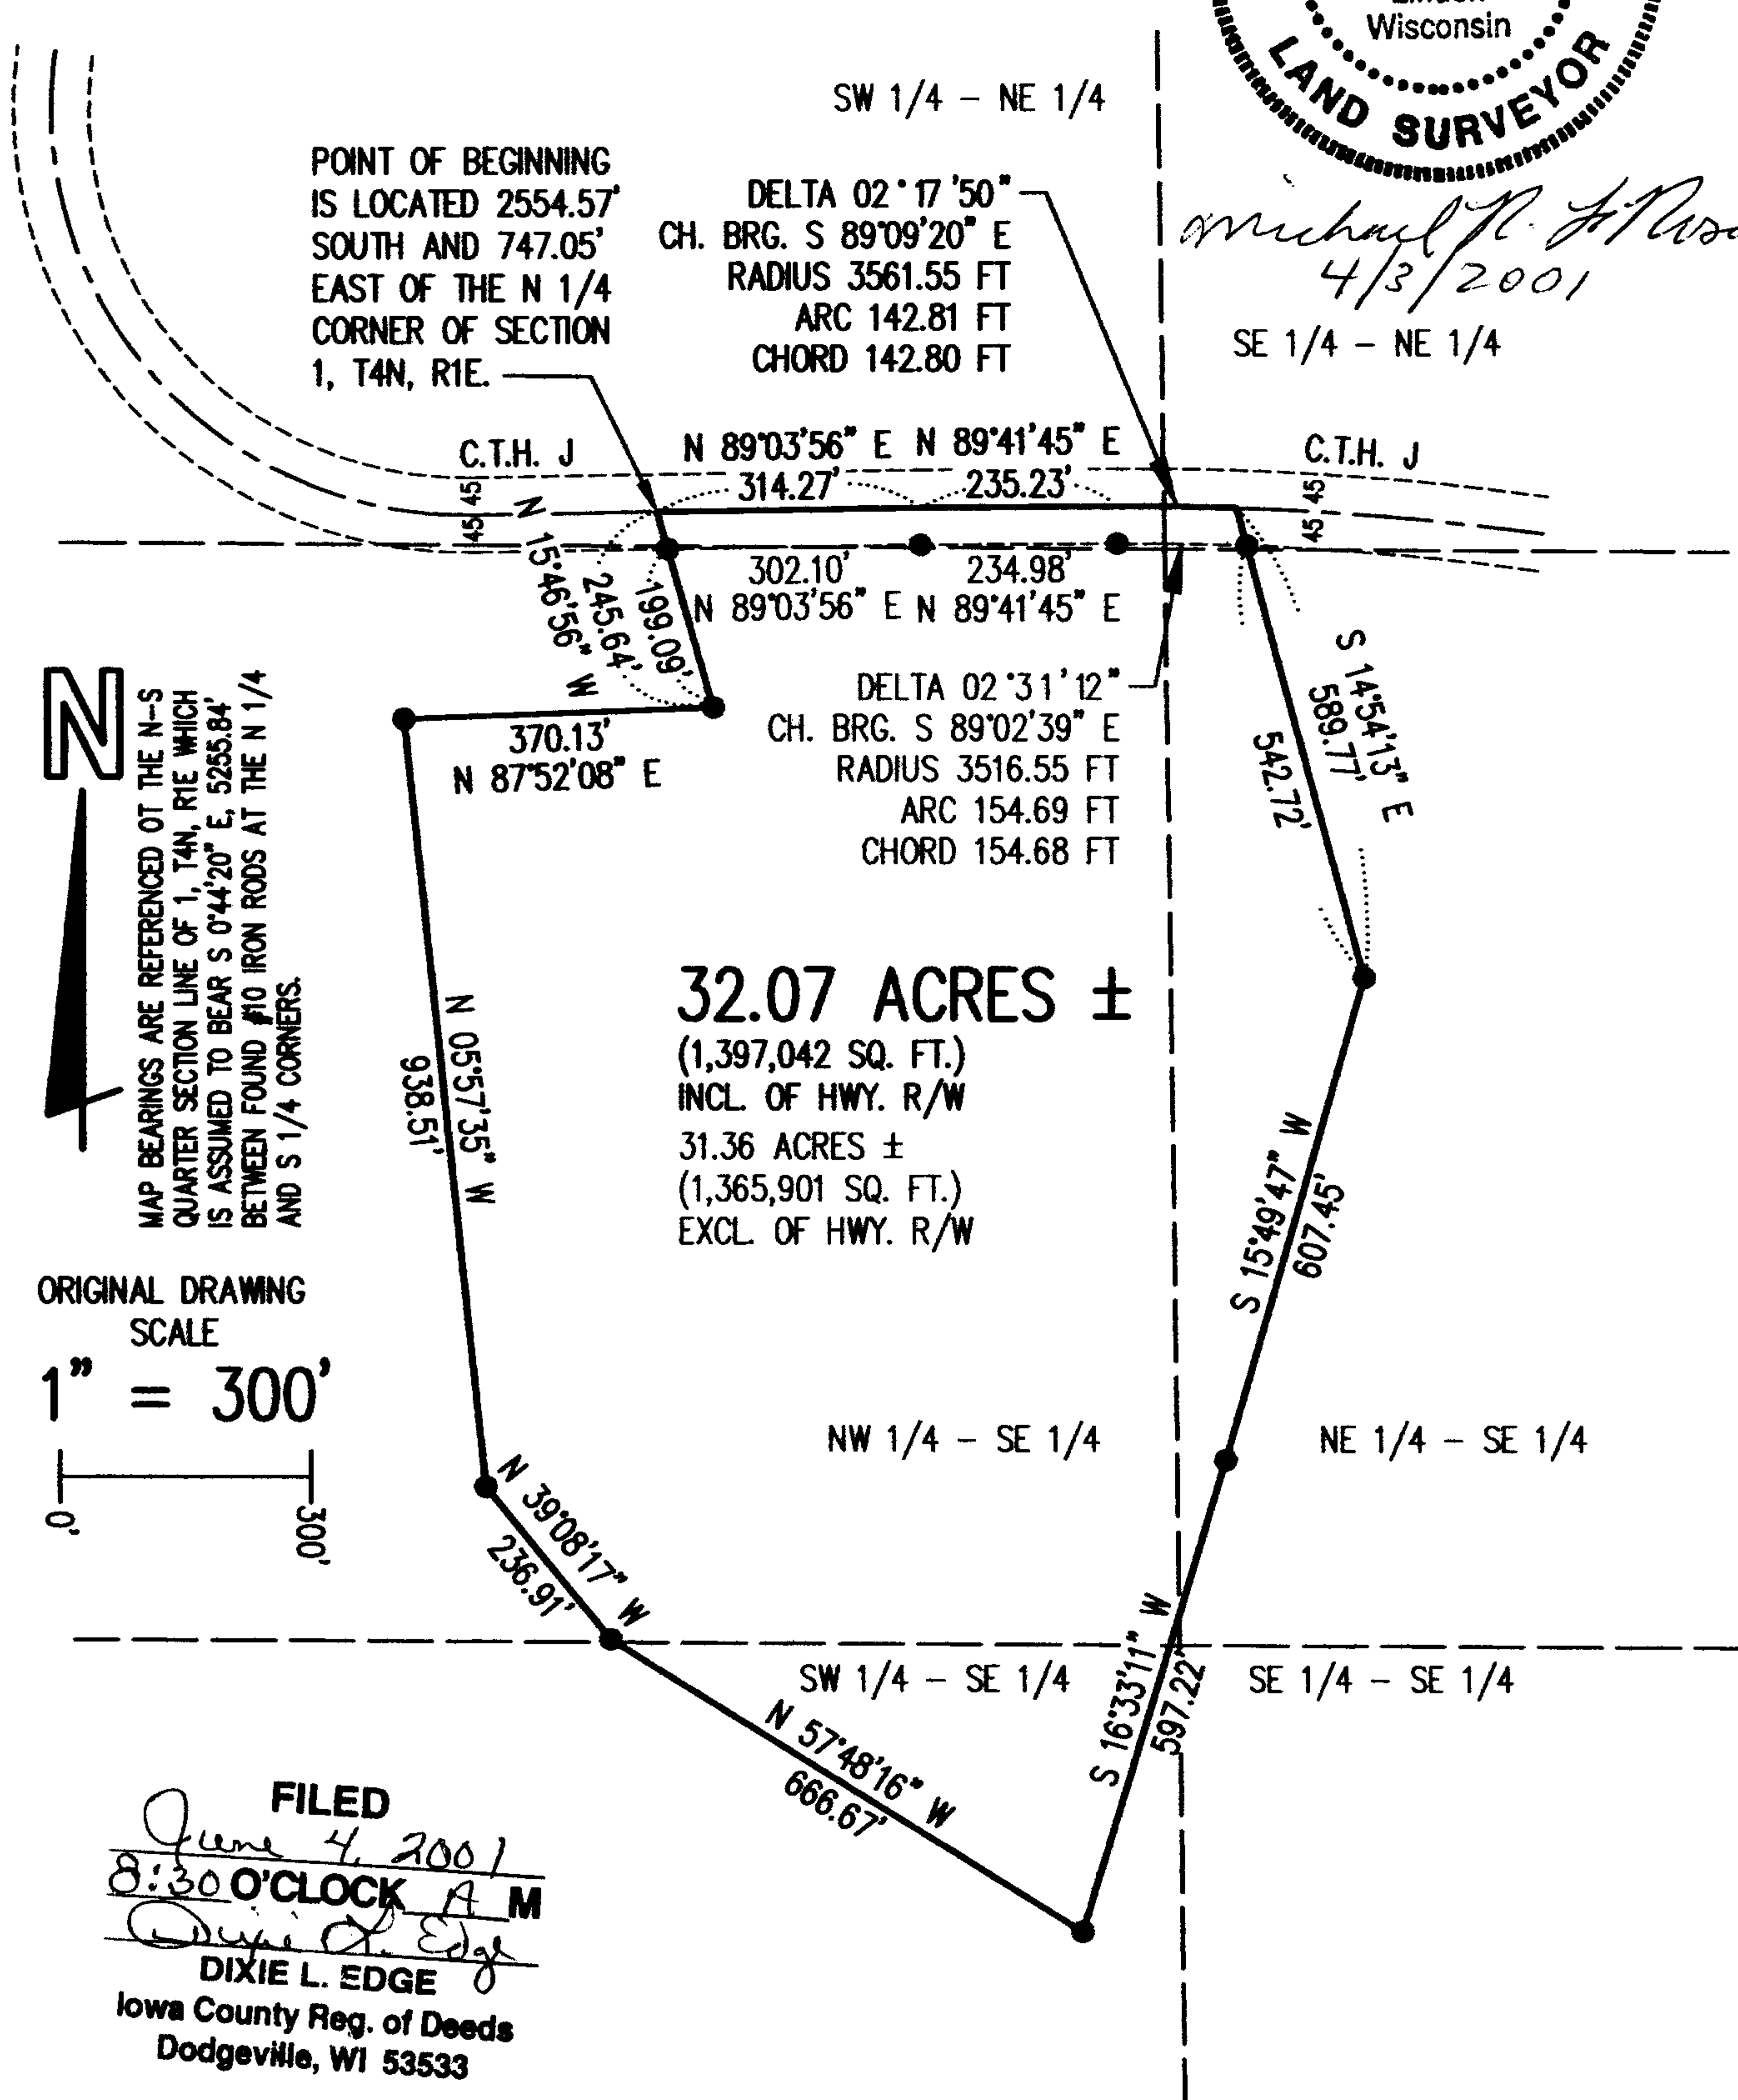 Wisconsin
LAND SURVEYOR
4/3/2001
SW 1/4 – NE 1/4
SE 1/4 – NE 1/4
POINT OF BEGINNING
IS LOCATED 2554.57'
SOUTH AND 747.05'
EAST OF THE N 1/4
CORNER OF SECTION
1, T4N, R1E.
DELTA 02°17'50"
CH. BRG. S 89°09'20" E
RADIUS 3561.55 FT
ARC 142.81 FT
CHORD 142.80 FT
C.T.H. J
N 89°03'56" E
N 89°41'45" E
C.T.H. J
314.27'
235.23'
45 45
45 45
302.10'
234.98'
N 89°03'56" E
N 89°41'45" E
N 15°46'56" W
245.64'
199.09'
370.13'
N 87°52'08" E
DELTA 02°31'12"
CH. BRG. S 89°02'39" E
RADIUS 3516.55 FT
ARC 154.69 FT
CHORD 154.68 FT
S 14°54'13" E
589.77'
542.72'
N
MAP BEARINGS ARE REFERENCED OT THE N–S
QUARTER SECTION LINE OF 1, T4N, R1E WHICH
IS ASSUMED TO BEAR S 0°44'20" E, 5255.84'
BETWEEN FOUND #10 IRON RODS AT THE N 1/4
AND S 1/4 CORNERS.
N 05°57'35" W
938.51'
32.07 ACRES ±
(1,397,042 SQ. FT.)
INCL. OF HWY. R/W
31.36 ACRES ±
(1,365,901 SQ. FT.)
EXCL. OF HWY. R/W
S 15°49'47" W
607.45'
ORIGINAL DRAWING
SCALE
1" = 300'
0'
300'
NW 1/4 – SE 1/4
NE 1/4 – SE 1/4
N 39°08'17" W
236.91'
SW 1/4 – SE 1/4
SE 1/4 – SE 1/4
S 16°33'11" W
597.22'
N 57°48'16" W
666.67'
FILED
June 4, 2001
8:30 O'CLOCK A M
Dixie L. Edge
DIXIE L. EDGE
Iowa County Reg. of Deeds
Dodgeville, WI 53533